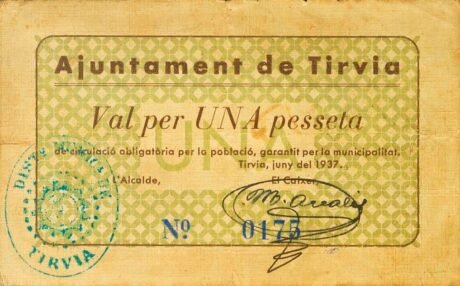 Ajuntament de Tirvia
Val per UNA pesseta
de circulació obligatòria per la població, garantit per la municipalitat.
Tirvia, juny del 1937.
L'Alcalde, El Caixer,
Nº 0175
TIRVIA